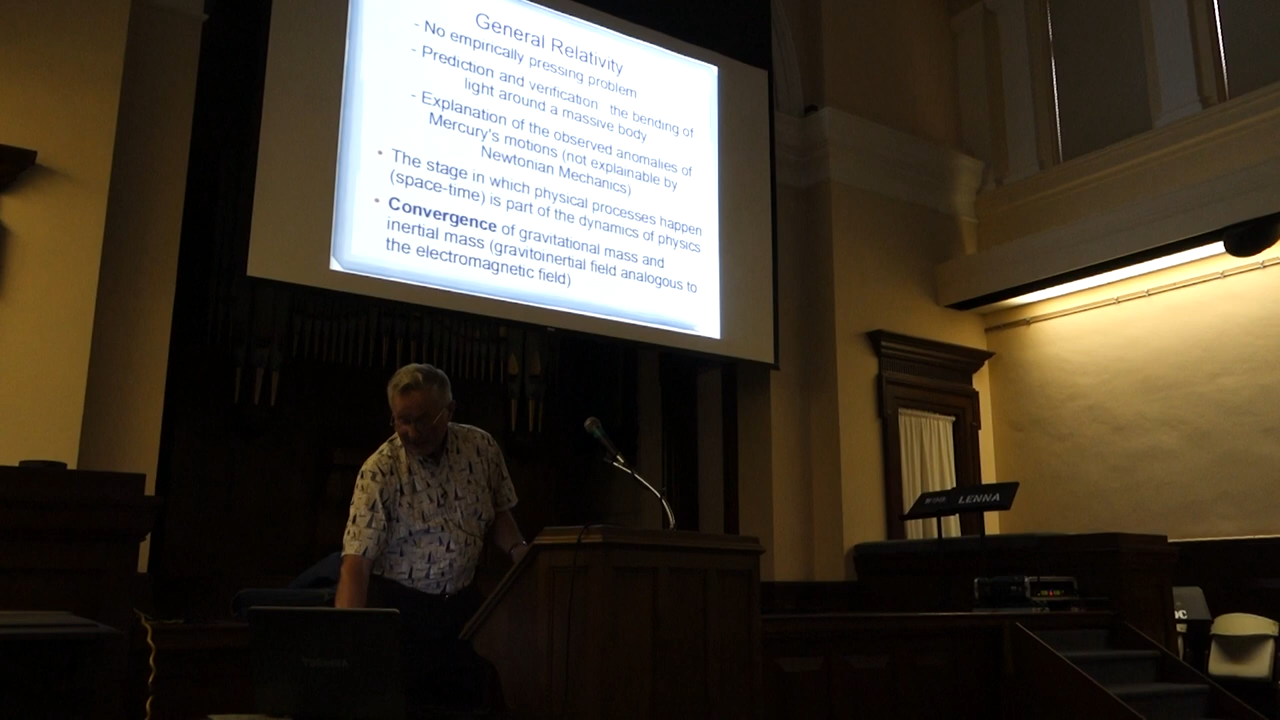 General Relativity
- No empirically pressing problem
- Prediction and verification the bending of
light around a massive body
- Explanation of the observed anomalies of
Mercury's motions (not explainable by
Newtonian Mechanics)
• The stage in which physical processes happen
(space-time) is part of the dynamics of physics
• Convergence of gravitational mass and
inertial mass (gravitoinertial field analogous to
the electromagnetic field)
LENNA
TOSHIBA